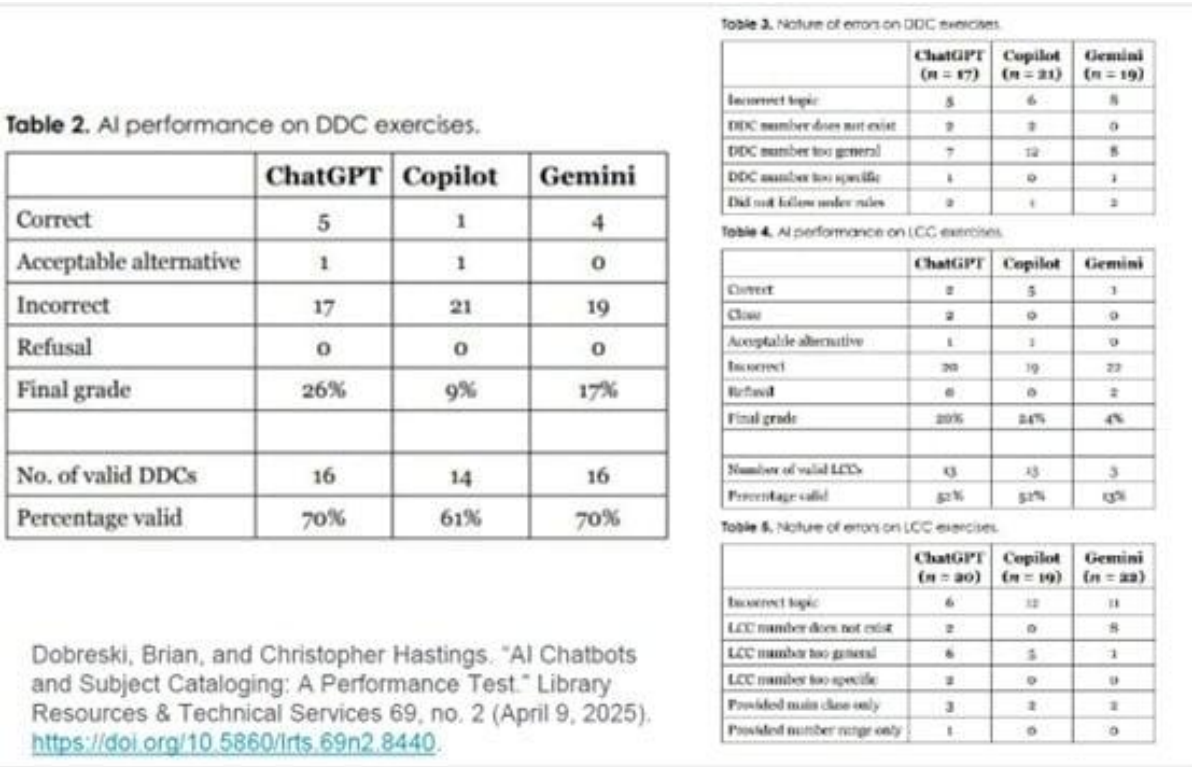 Table 2. AI performance on DDC exercises.
ChatGPT Copilot Gemini
Correct 5 1 4
Acceptable alternative 1 1 0
Incorrect 17 21 19
Refusal 0 0 0
Final grade 26% 9% 17%
No. of valid DDCs 16 14 16
Percentage valid 70% 61% 70%
Dobreski, Brian, and Christopher Hastings. "AI Chatbots
and Subject Cataloging: A Performance Test." Library
Resources & Technical Services 69, no. 2 (April 9, 2025).
https://doi.org/10.5860/lrts.69n2.8440.
Table 3. Nature of errors on DDC exercises.
ChatGPT Copilot Gemini
(n = 17) (n = 21) (n = 19)
Incorrect topic 5 6 8
DDC number does not exist 2 2 0
DDC number too general 7 12 8
DDC number too specific 1 0 1
Did not follow order rules 2 1 2
Table 4. AI performance on LCC exercises.
ChatGPT Copilot Gemini
Correct 2 5 1
Close 2 0 0
Acceptable alternative 1 1 0
Incorrect 20 19 22
Refusal 0 0 2
Final grade 20% 24% 4%
Number of valid LCCs 13 13 3
Percentage valid 52% 52% 13%
Table 5. Nature of errors on LCC exercises.
ChatGPT Copilot Gemini
(n = 20) (n = 19) (n = 22)
Incorrect topic 6 12 11
LCC number does not exist 2 0 8
LCC number too general 6 5 1
LCC number too specific 2 0 0
Provided main class only 3 2 2
Provided number range only 1 0 0